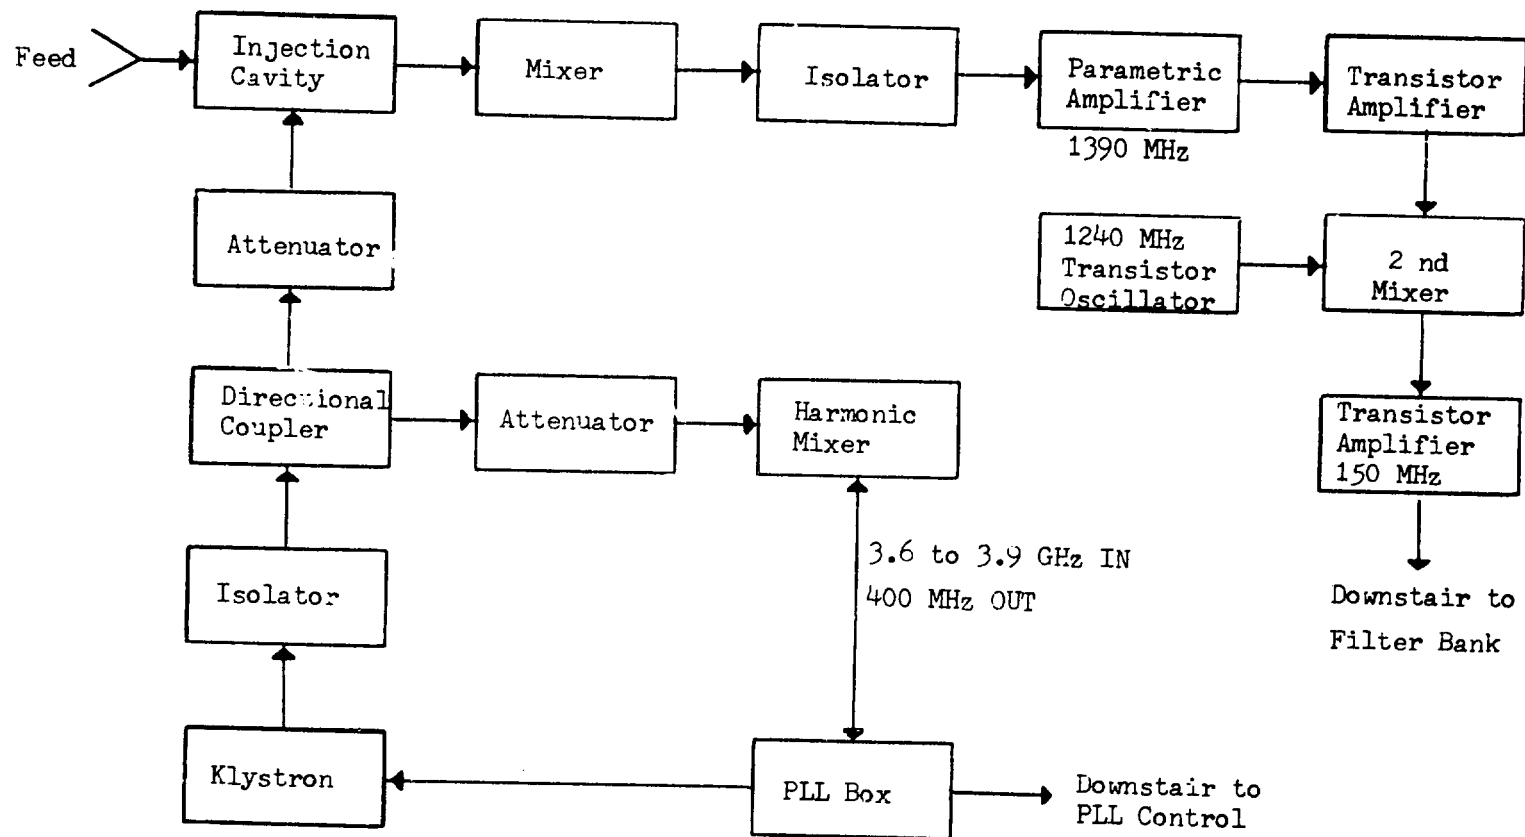 Feed
Injection
Cavity
Mixer
Isolator
Parametric
Amplifier
1390 MHz
Transistor
Amplifier
Attenuator
1240 MHz
Transistor
Oscillator
2 nd
Mixer
Directional
Coupler
Attenuator
Harmonic
Mixer
Transistor
Amplifier
150 MHz
3.6 to 3.9 GHz IN
400 MHz OUT
Isolator
Downstair to
Filter Bank
Klystron
PLL Box
Downstair to
PLL Control